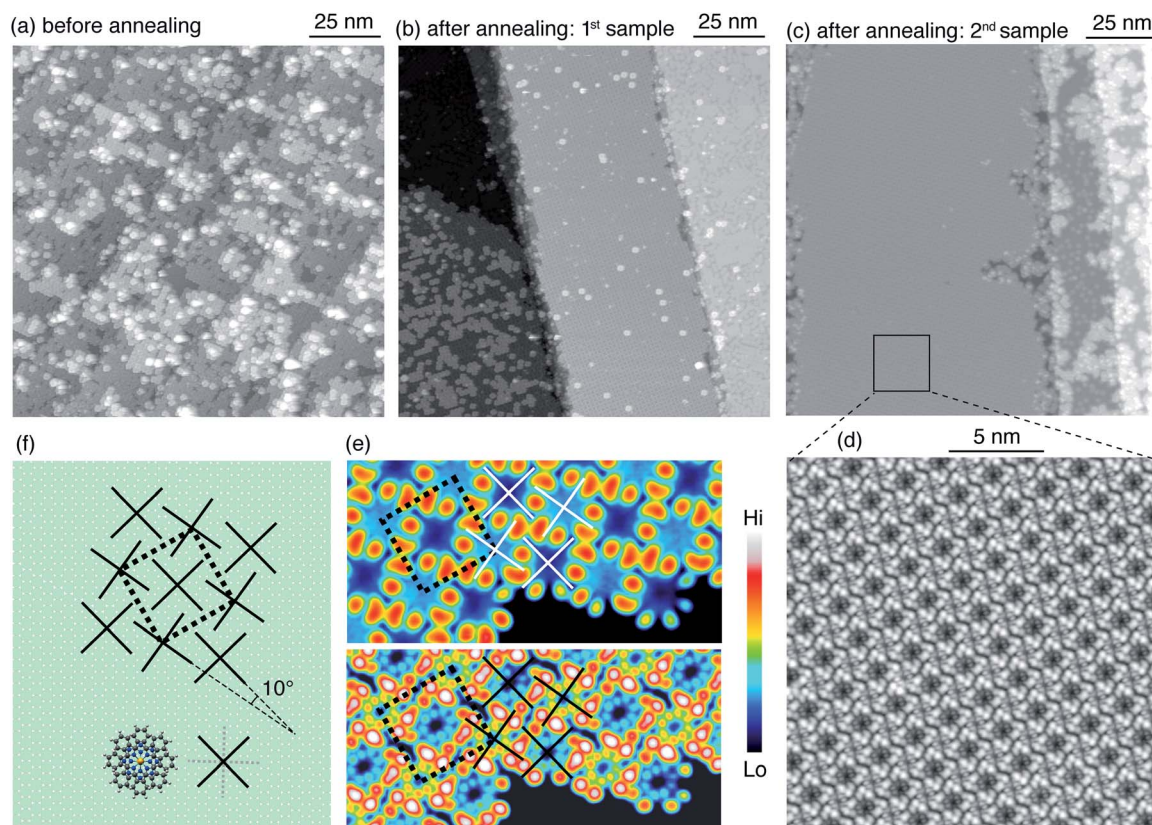 (a) before annealing
25 nm
(b) after annealing: 1st sample
25 nm
(c) after annealing: 2nd sample
25 nm
(f)
(e)
(d)
5 nm
Hi
10°
Lo